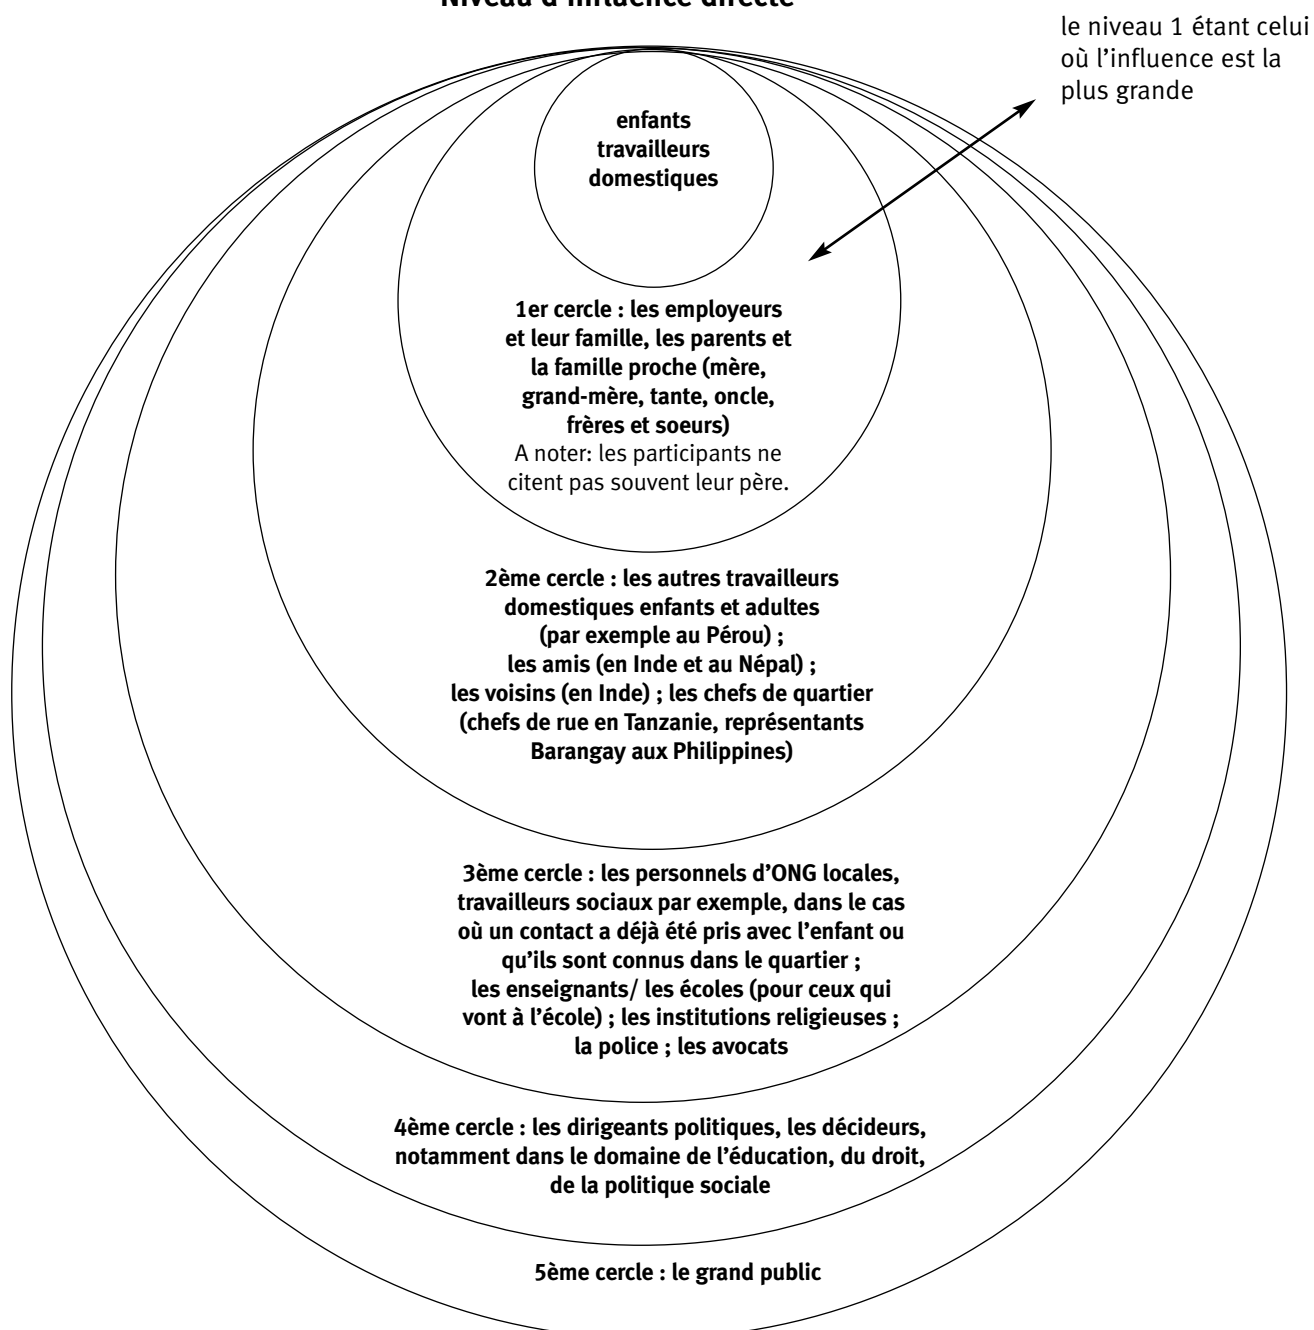 Niveau d'influence directe
le niveau 1 étant celui
où l’influence est la
plus grande
enfants
travailleurs
domestiques
1er cercle : les employeurs
et leur famille, les parents et
la famille proche (mère,
grand-mère, tante, oncle,
frères et soeurs)
A noter: les participants ne
citent pas souvent leur père.
2ème cercle : les autres travailleurs
domestiques enfants et adultes
(par exemple au Pérou) ;
les amis (en Inde et au Népal) ;
les voisins (en Inde) ; les chefs de quartier
(chefs de rue en Tanzanie, représentants
Barangay aux Philippines)
3ème cercle : les personnels d’ONG locales,
travailleurs sociaux par exemple, dans le cas
où un contact a déjà été pris avec l’enfant ou
qu’ils sont connus dans le quartier ;
les enseignants/ les écoles (pour ceux qui
vont à l’école) ; les institutions religieuses ;
la police ; les avocats
4ème cercle : les dirigeants politiques, les décideurs,
notamment dans le domaine de l’éducation, du droit,
de la politique sociale
5ème cercle : le grand public